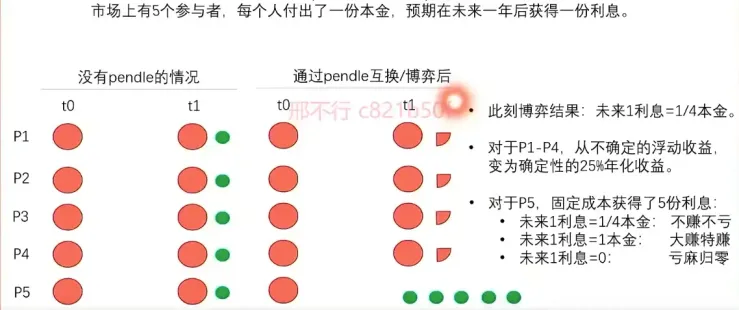 市场上有5个参与者，每个人付出了一份本金，预期在未来一年后获得一份利息。
没有pendle的情况
通过pendle互换/博弈后
t0
t1
t0
t1
邢不行
P1
P2
P3
P4
P5
• 此刻博弈结果：未来1利息=1/4本金。
• 对于P1-P4，从不确定的浮动收益，
变为确定性的25%年化收益。
• 对于P5，固定成本获得了5份利息：
• 未来1利息=1/4本金： 不赚不亏
• 未来1利息=1本金： 大赚特赚
• 未来1利息=0： 亏麻归零